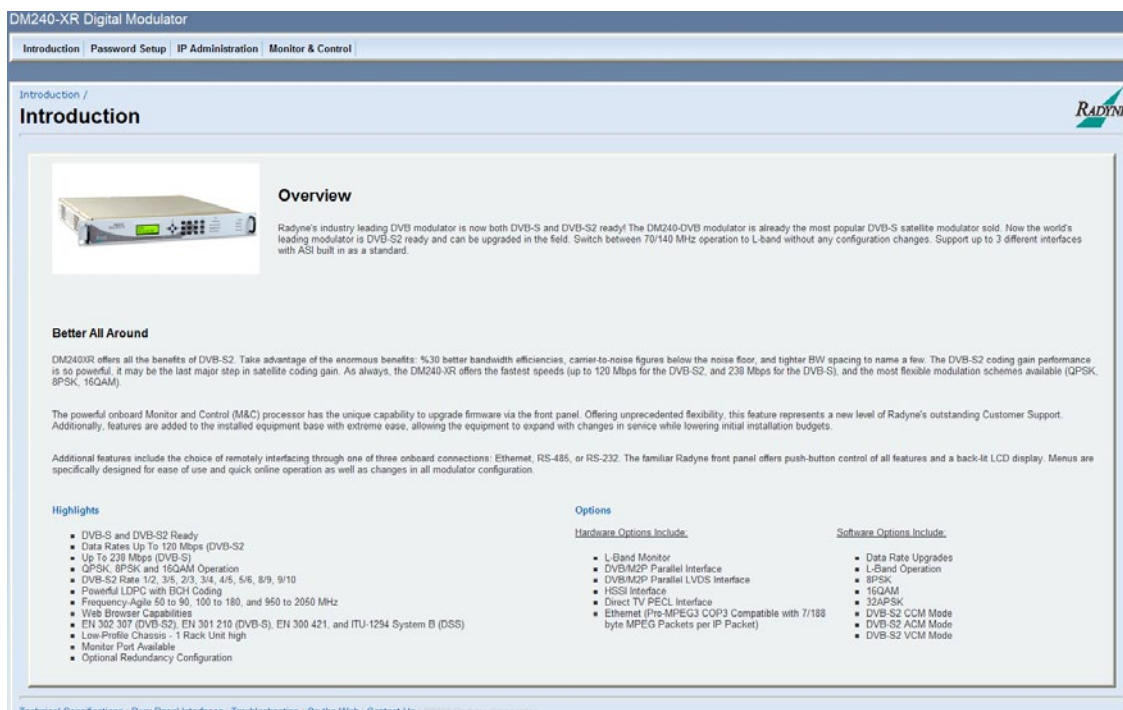 DM240-XR Digital Modulator
Introduction Password Setup IP Administration Monitor & Control
Introduction /
Introduction
RADYNE
Overview
Radyne's industry leading DVB modulator is now both DVB-S and DVB-S2 ready! The DM240-DVB modulator is already the most popular DVB-S satellite modulator sold. Now the world's
leading modulator is DVB-S2 ready and can be upgraded in the field. Switch between 70/140 MHz operation to L-band without any configuration changes. Support up to 3 different interfaces
with ASI built in as a standard.
Better All Around
DM240XR offers all the benefits of DVB-S2. Take advantage of the enormous benefits: %30 better bandwidth efficiencies, carrier-to-noise figures below the noise floor, and tighter BW spacing to name a few. The DVB-S2 coding gain performance
is so powerful, it may be the last major step in satellite coding gain. As always, the DM240-XR offers the fastest speeds (up to 120 Mbps for the DVB-S2, and 238 Mbps for the DVB-S), and the most flexible modulation schemes available (QPSK,
8PSK, 16QAM).
The powerful onboard Monitor and Control (M&C) processor has the unique capability to upgrade firmware via the front panel. Offering unprecedented flexibility, this feature represents a new level of Radyne's outstanding Customer Support.
Additionally, features are added to the installed equipment base with extreme ease, allowing the equipment to expand with changes in service while lowering initial installation budgets.
Additional features include the choice of remotely interfacing through one of three onboard connections: Ethernet, RS-485, or RS-232. The familiar Radyne front panel offers push-button control of all features and a back-lit LCD display. Menus are
specifically designed for ease of use and quick online operation as well as changes in all modulator configuration.
Highlights
DVB-S and DVB-S2 Ready
Data Rates Up To 120 Mbps (DVB-S2
Up To 238 Mbps (DVB-S)
QPSK, 8PSK and 16QAM Operation
DVB-S2 Rate 1/2, 3/5, 2/3, 3/4, 4/5, 5/6, 8/9, 9/10
Powerful LDPC with BCH Coding
Frequency-Agile 50 to 90, 100 to 180, and 950 to 2050 MHz
Web Browser Capabilities
EN 302 307 (DVB-S2), EN 301 210 (DVB-S), EN 300 421, and ITU-1294 System B (DSS)
Low-Profile Chassis - 1 Rack Unit high
Monitor Port Available
Optional Redundancy Configuration
Options
Hardware Options Include:
L-Band Monitor
DVB/M2P Parallel Interface
DVB/M2P Parallel LVDS Interface
HSSI Interface
Direct TV PECL Interface
Ethernet (Pro-MPEG3 COP3 Compatible with 7/188
byte MPEG Packets per IP Packet)
Software Options Include:
Data Rate Upgrades
L-Band Operation
8PSK
16QAM
32APSK
DVB-S2 CCM Mode
DVB-S2 ACM Mode
DVB-S2 VCM Mode